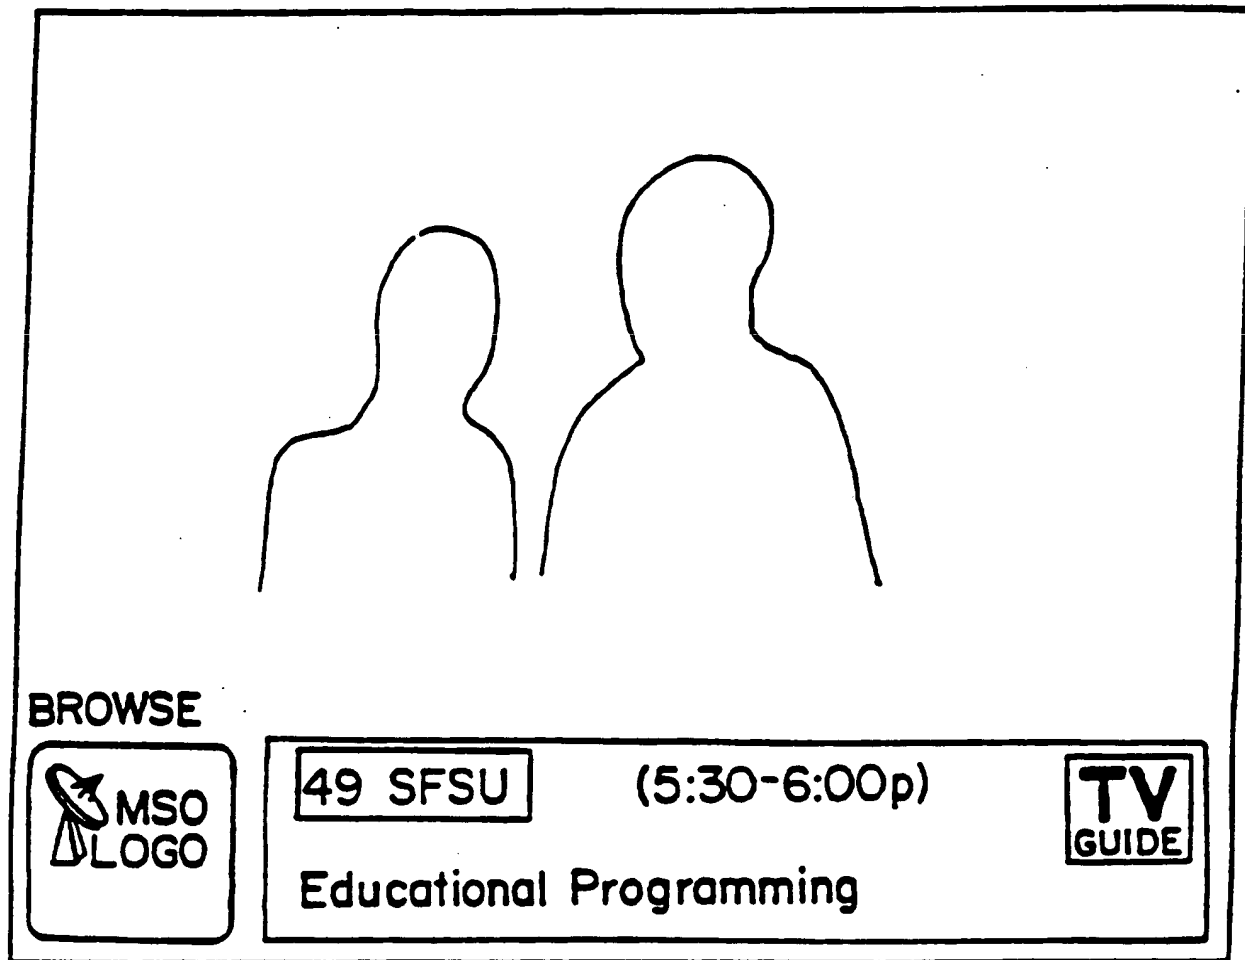 BROWSE
MSO
LOGO
49 SFSU (5:30-6:00p)
Educational Programming
TV
GUIDE